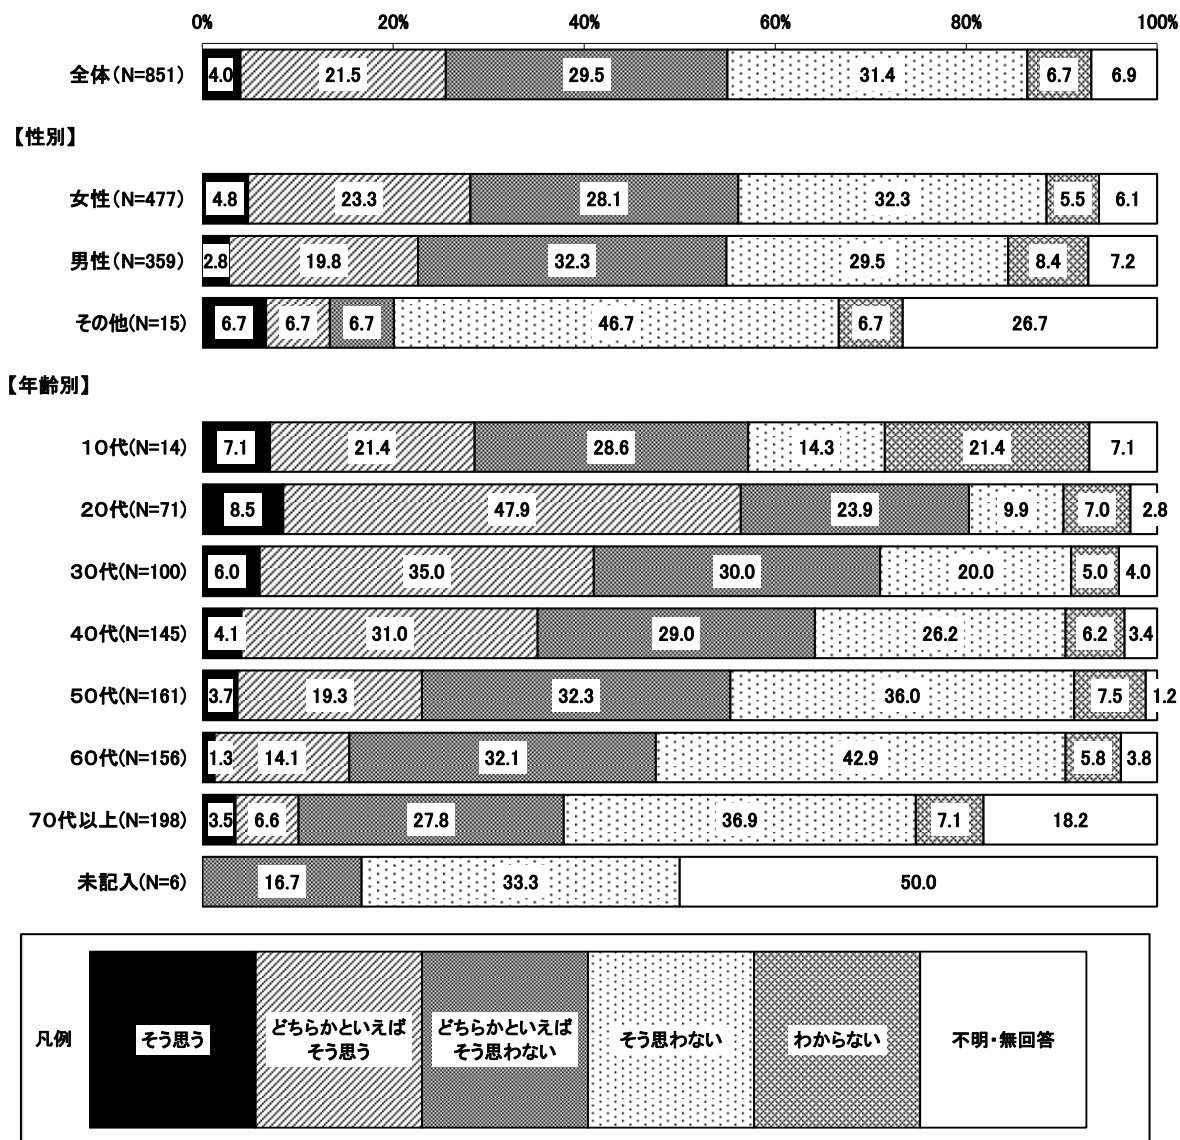 0% 20% 40% 60% 80% 100%
全体(N=851) 4.0 21.5 29.5 31.4 6.7 6.9
【性別】
女性(N=477) 4.8 23.3 28.1 32.3 5.5 6.1
男性(N=359) 2.8 19.8 32.3 29.5 8.4 7.2
その他(N=15) 6.7 6.7 6.7 46.7 6.7 26.7
【年齢別】
10代(N=14) 7.1 21.4 28.6 14.3 21.4 7.1
20代(N=71) 8.5 47.9 23.9 9.9 7.0 2.8
30代(N=100) 6.0 35.0 30.0 20.0 5.0 4.0
40代(N=145) 4.1 31.0 29.0 26.2 6.2 3.4
50代(N=161) 3.7 19.3 32.3 36.0 7.5 1.2
60代(N=156) 1.3 14.1 32.1 42.9 5.8 3.8
70代以上(N=198) 3.5 6.6 27.8 36.9 7.1 18.2
未記入(N=6) 16.7 33.3 50.0
凡例
そう思う
どちらかといえば
そう思う
どちらかといえば
そう思わない
そう思わない
わからない
不明・無回答